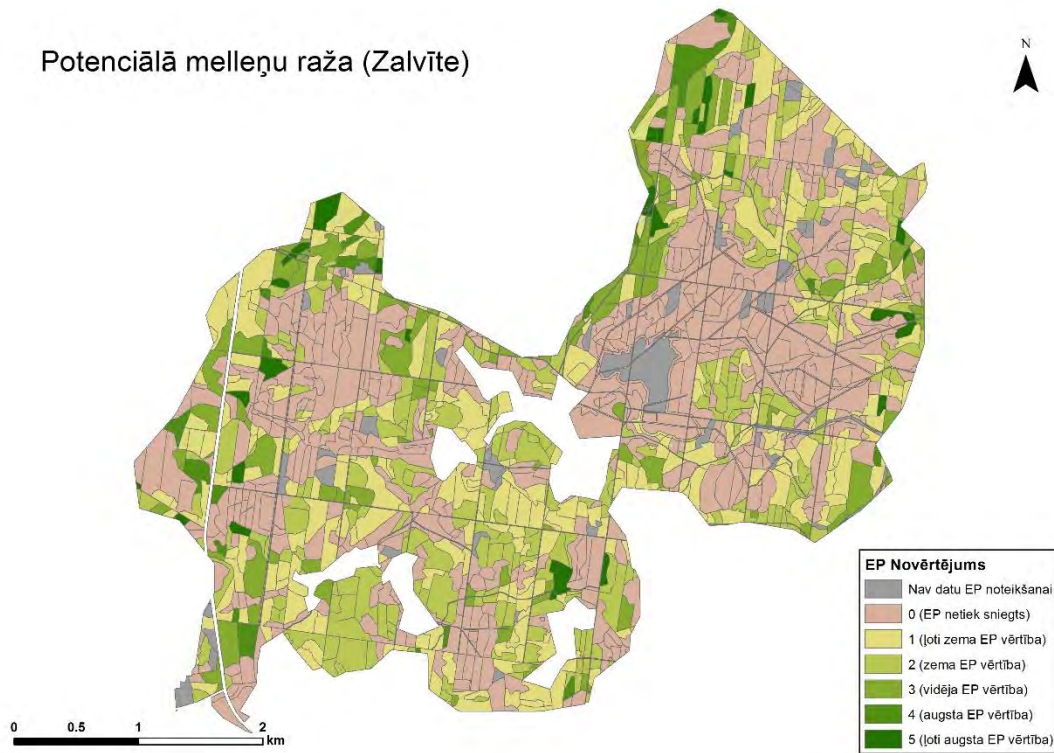 Potenciālā melleņu raža (Zalvīte)
N
EP Novērtējums
Nav datu EP noteikšanai
0 (EP netiek sniegts)
1 (ļoti zema EP vērtība)
2 (zema EP vērtība)
3 (vidēja EP vērtība)
4 (augsta EP vērtība)
5 (ļoti augsta EP vērtība)
0 0.5 1 2
km